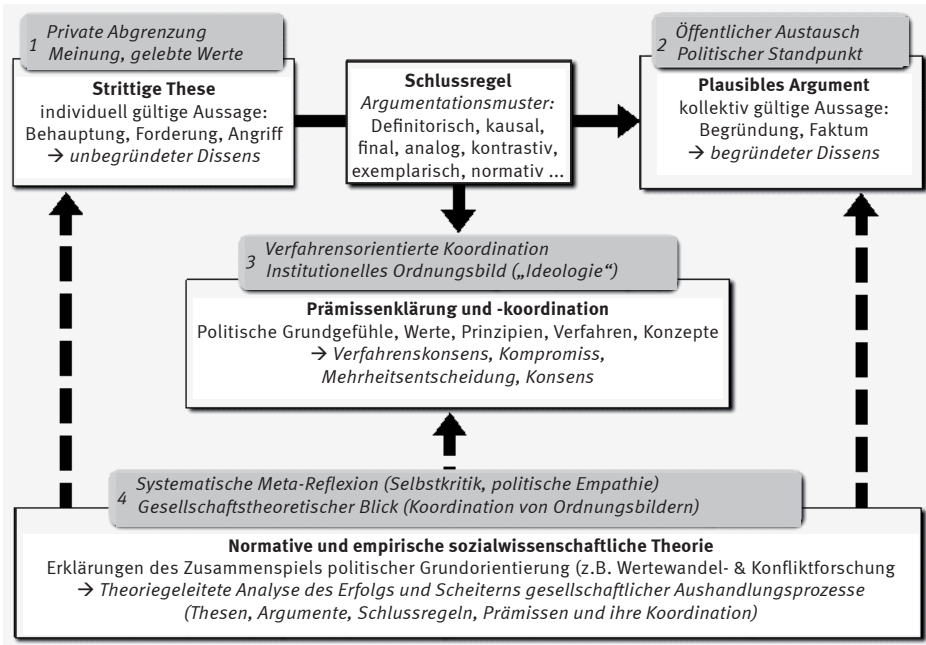 1 Private Abgrenzung
Meinung, gelebte Werte
Strittige These
individuell gültige Aussage:
Behauptung, Forderung, Angriff
→ unbegründeter Dissens
Schlussregel
Argumentationsmuster:
Definitorisch, kausal,
final, analog, kontrastiv,
exemplarisch, normativ ...
2 Öffentlicher Austausch
Politischer Standpunkt
Plausibles Argument
kollektiv gültige Aussage:
Begründung, Faktum
→ begründeter Dissens
3 Verfahrensorientierte Koordination
Institutionelles Ordnungsbild („Ideologie“)
Prämissenklärung und -koordination
Politische Grundgefühle, Werte, Prinzipien, Verfahren, Konzepte
→ Verfahrenskonsens, Kompromiss,
Mehrheitsentscheidung, Konsens
4 Systematische Meta-Reflexion (Selbstkritik, politische Empathie)
Gesellschaftstheoretischer Blick (Koordination von Ordnungsbildern)
Normative und empirische sozialwissenschaftliche Theorie
Erklärungen des Zusammenspiels politischer Grundorientierung (z.B. Wertewandel- & Konfliktforschung
→ Theoriegeleitete Analyse des Erfolgs und Scheiterns gesellschaftlicher Aushandlungsprozesse
(Thesen, Argumente, Schlussregeln, Prämissen und ihre Koordination)